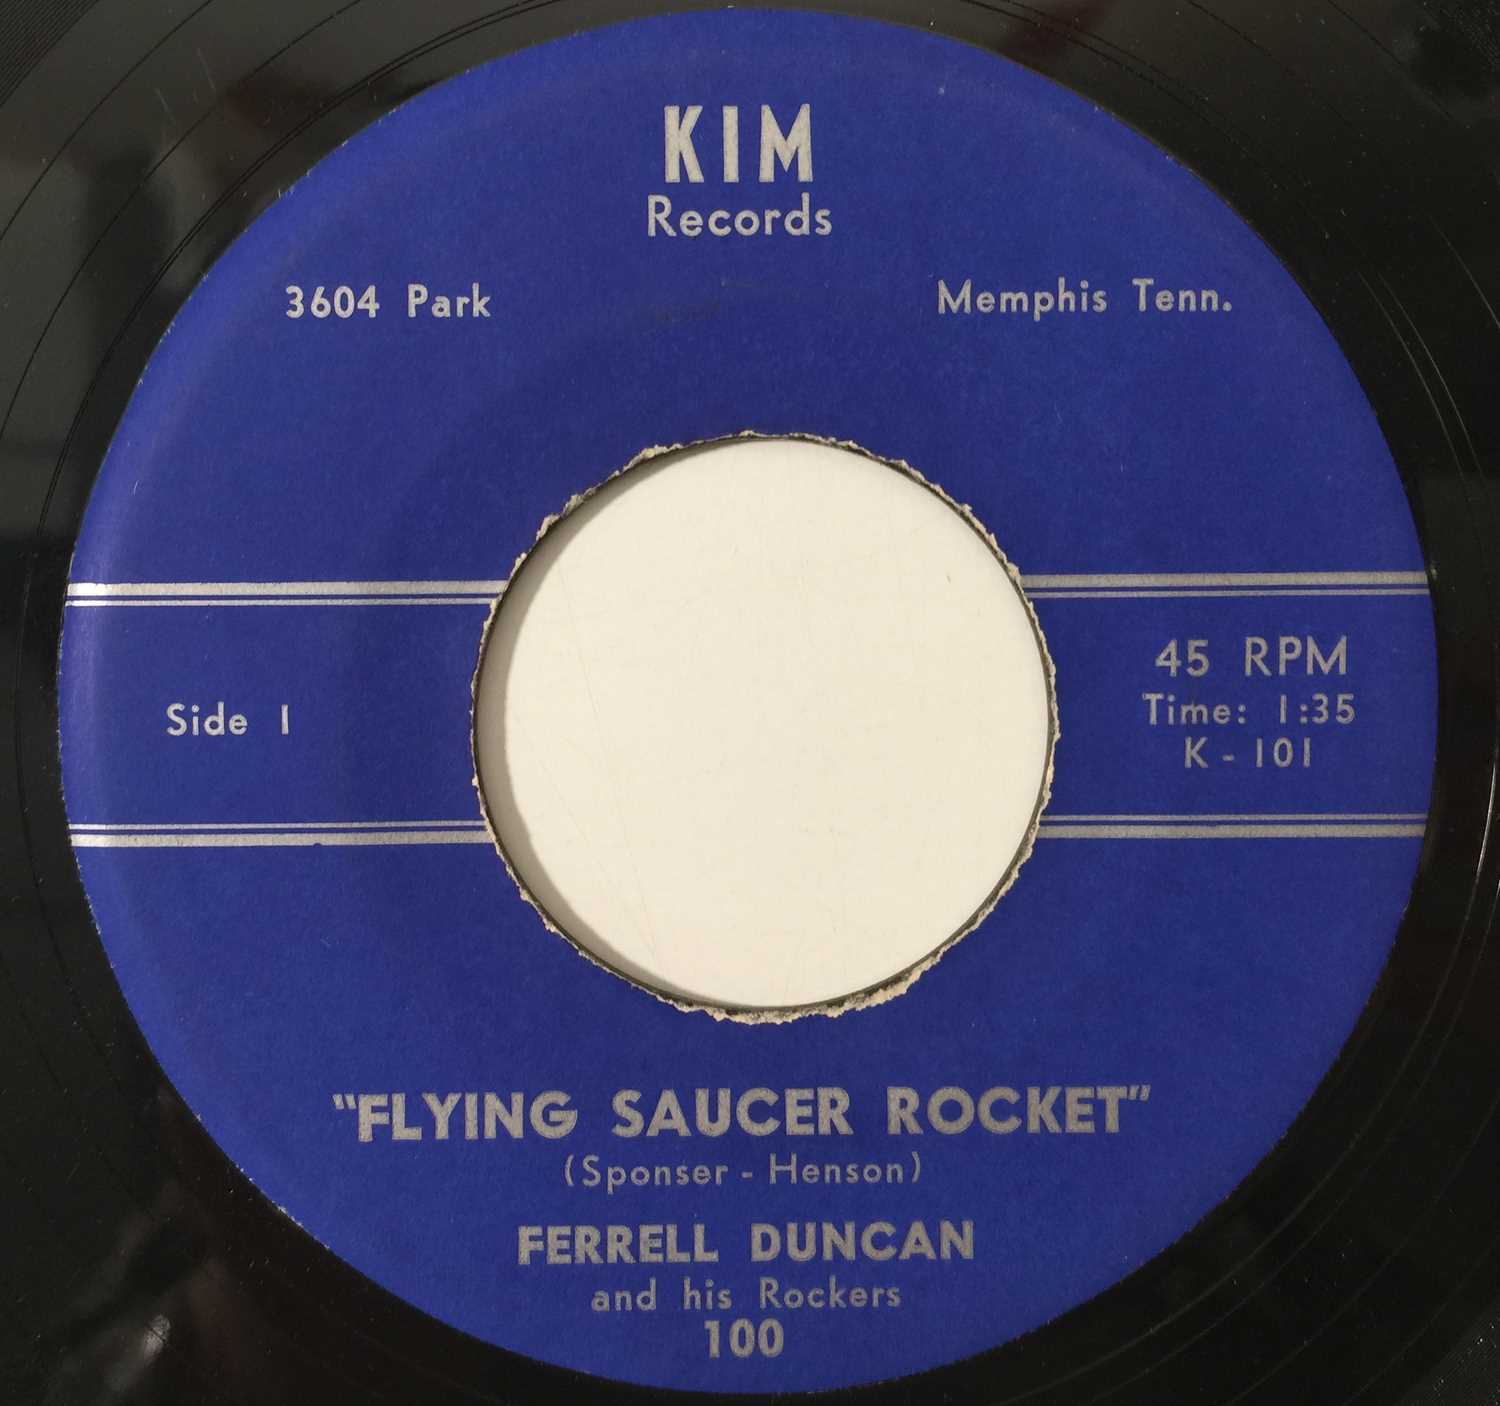 KIM
Records
3604 Park
Memphis Tenn.
Side 1
45 RPM
Time: 1:35
K - 101
"FLYING SAUCER ROCKET"
(Sponser - Henson)
FERRELL DUNCAN
and his Rockers
100